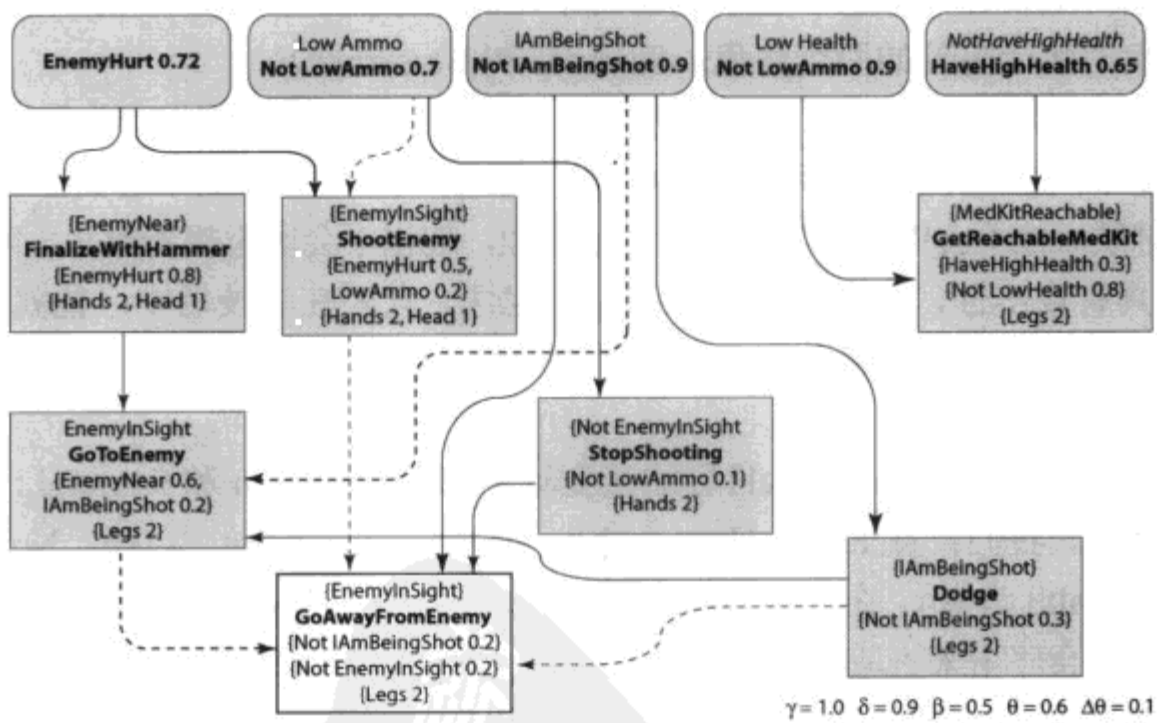 EnemyHurt 0.72
Low Ammo
Not LowAmmo 0.7
IAmBeingShot
Not IAmBeingShot 0.9
Low Health
Not LowAmmo 0.9
NotHaveHighHealth
HaveHighHealth 0.65
{EnemyNear}
FinalizeWithHammer
{EnemyHurt 0.8}
{Hands 2, Head 1}
{EnemyInSight}
ShootEnemy
{EnemyHurt 0.5,
LowAmmo 0.2}
{Hands 2, Head 1}
{MedKitReachable}
GetReachableMedKit
{HaveHighHealth 0.3}
{Not LowHealth 0.8}
{Legs 2}
EnemyInSight
GoToEnemy
{EnemyNear 0.6,
IAmBeingShot 0.2}
{Legs 2}
{Not EnemyInSight
StopShooting
{Not LowAmmo 0.1}
{Hands 2}
{EnemyInSight}
GoAwayFromEnemy
{Not IAmBeingShot 0.2}
{Not EnemyInSight 0.2}
{Legs 2}
{IAmBeingShot}
Dodge
{Not IAmBeingShot 0.3}
{Legs 2}
γ = 1.0 δ = 0.9 β = 0.5 θ = 0.6 Δθ = 0.1